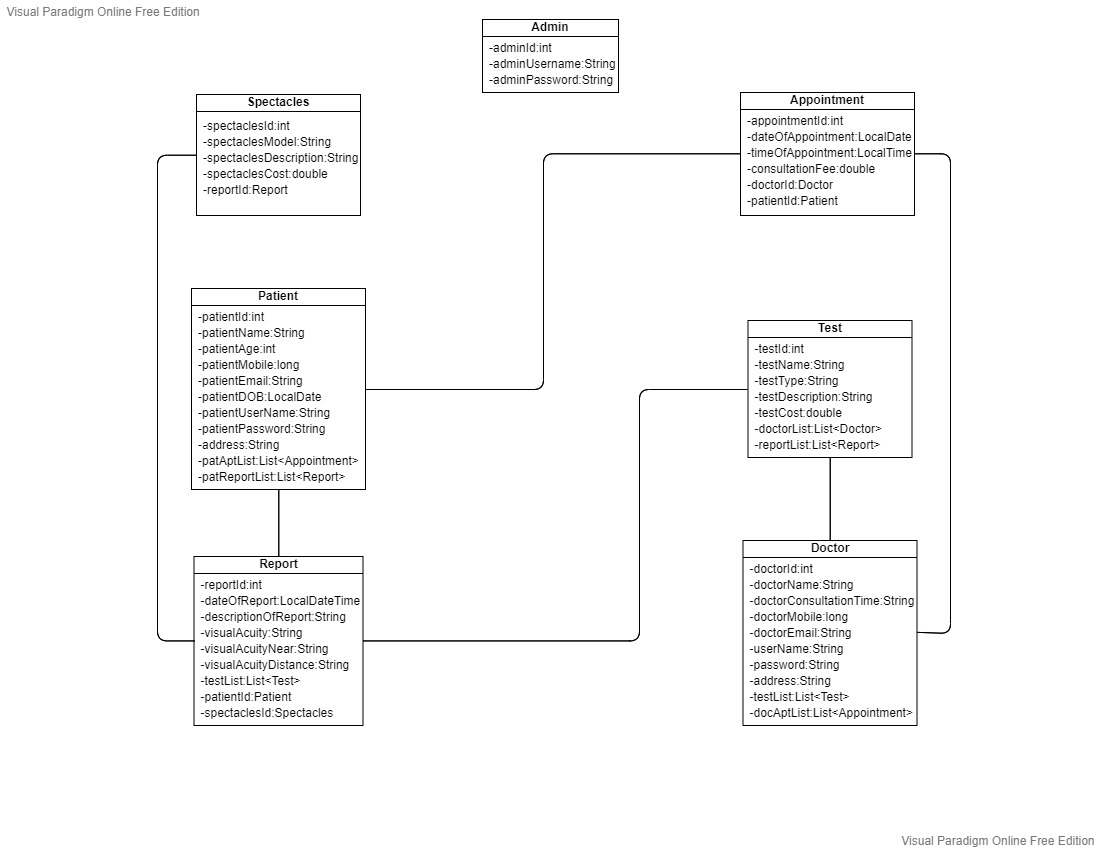 Visual Paradigm Online Free Edition
Admin
-adminId:int
-adminUsername:String
-adminPassword:String
Spectacles
-spectaclesId:int
-spectaclesModel:String
-spectaclesDescription:String
-spectaclesCost:double
-reportId:Report
Appointment
-appointmentId:int
-dateOfAppointment:LocalDate
-timeOfAppointment:LocalTime
-consultationFee:double
-doctorId:Doctor
-patientId:Patient
Patient
-patientId:int
-patientName:String
-patientAge:int
-patientMobile:long
-patientEmail:String
-patientDOB:LocalDate
-patientUserName:String
-patientPassword:String
-address:String
-patAptList:List<Appointment>
-patReportList:List<Report>
Test
-testId:int
-testName:String
-testType:String
-testDescription:String
-testCost:double
-doctorList:List<Doctor>
-reportList:List<Report>
Report
-reportId:int
-dateOfReport:LocalDateTime
-descriptionOfReport:String
-visualAcuity:String
-visualAcuityNear:String
-visualAcuityDistance:String
-testList:List<Test>
-patientId:Patient
-spectaclesId:Spectacles
Doctor
-doctorId:int
-doctorName:String
-doctorConsultationTime:String
-doctorMobile:long
-doctorEmail:String
-userName:String
-password:String
-address:String
-testList:List<Test>
-docAptList:List<Appointment>
Visual Paradigm Online Free Edition